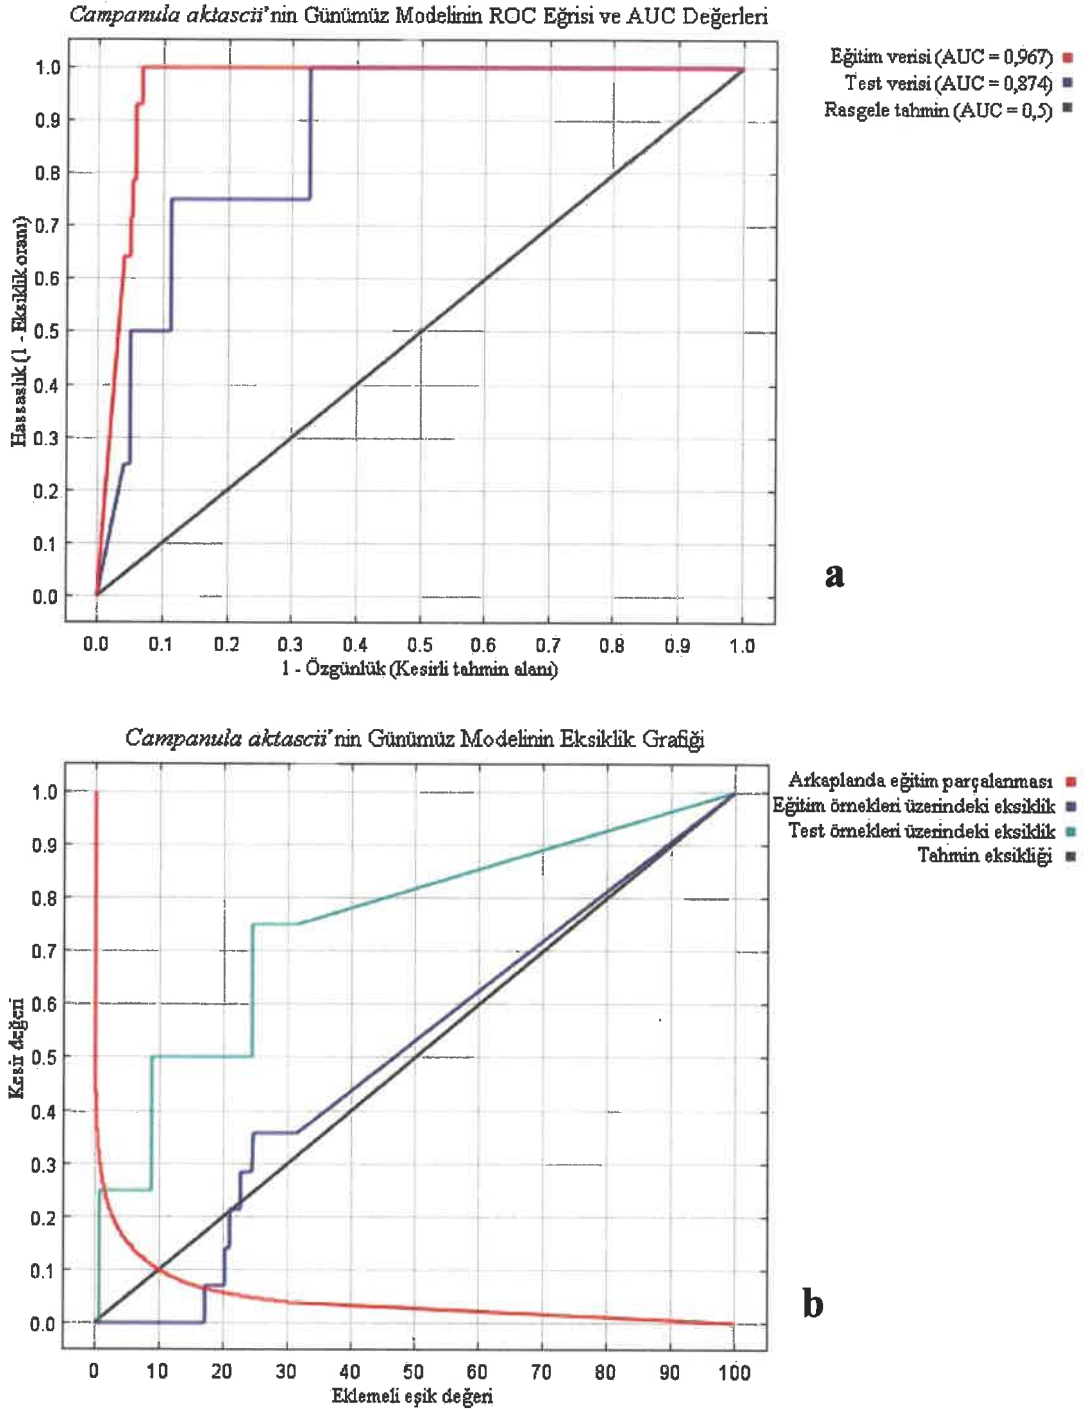 Campanula aktascii'nin Günümüz Modelinin ROC Eğrisi ve AUC Değerleri
Eğitim verisi (AUC = 0,967)
Test verisi (AUC = 0,874)
Rasgele tahmin (AUC = 0,5)
Hassaslık (1 - Eksiklik oranı)
1.0
0.9
0.8
0.7
0.6
0.5
0.4
0.3
0.2
0.1
0.0
0.0 0.1 0.2 0.3 0.4 0.5 0.6 0.7 0.8 0.9 1.0
1 - Özgünlük (Kesirli tahmin alanı)
a
Campanula aktascii'nin Günümüz Modelinin Eksiklik Grafiği
Arkaplanda eğitim parçalanması
Eğitim örnekleri üzerindeki eksiklik
Test örnekleri üzerindeki eksiklik
Tahmin eksikliği
Kesir değeri
1.0
0.9
0.8
0.7
0.6
0.5
0.4
0.3
0.2
0.1
0.0
0 10 20 30 40 50 60 70 80 90 100
Eklemeli eşik değeri
b